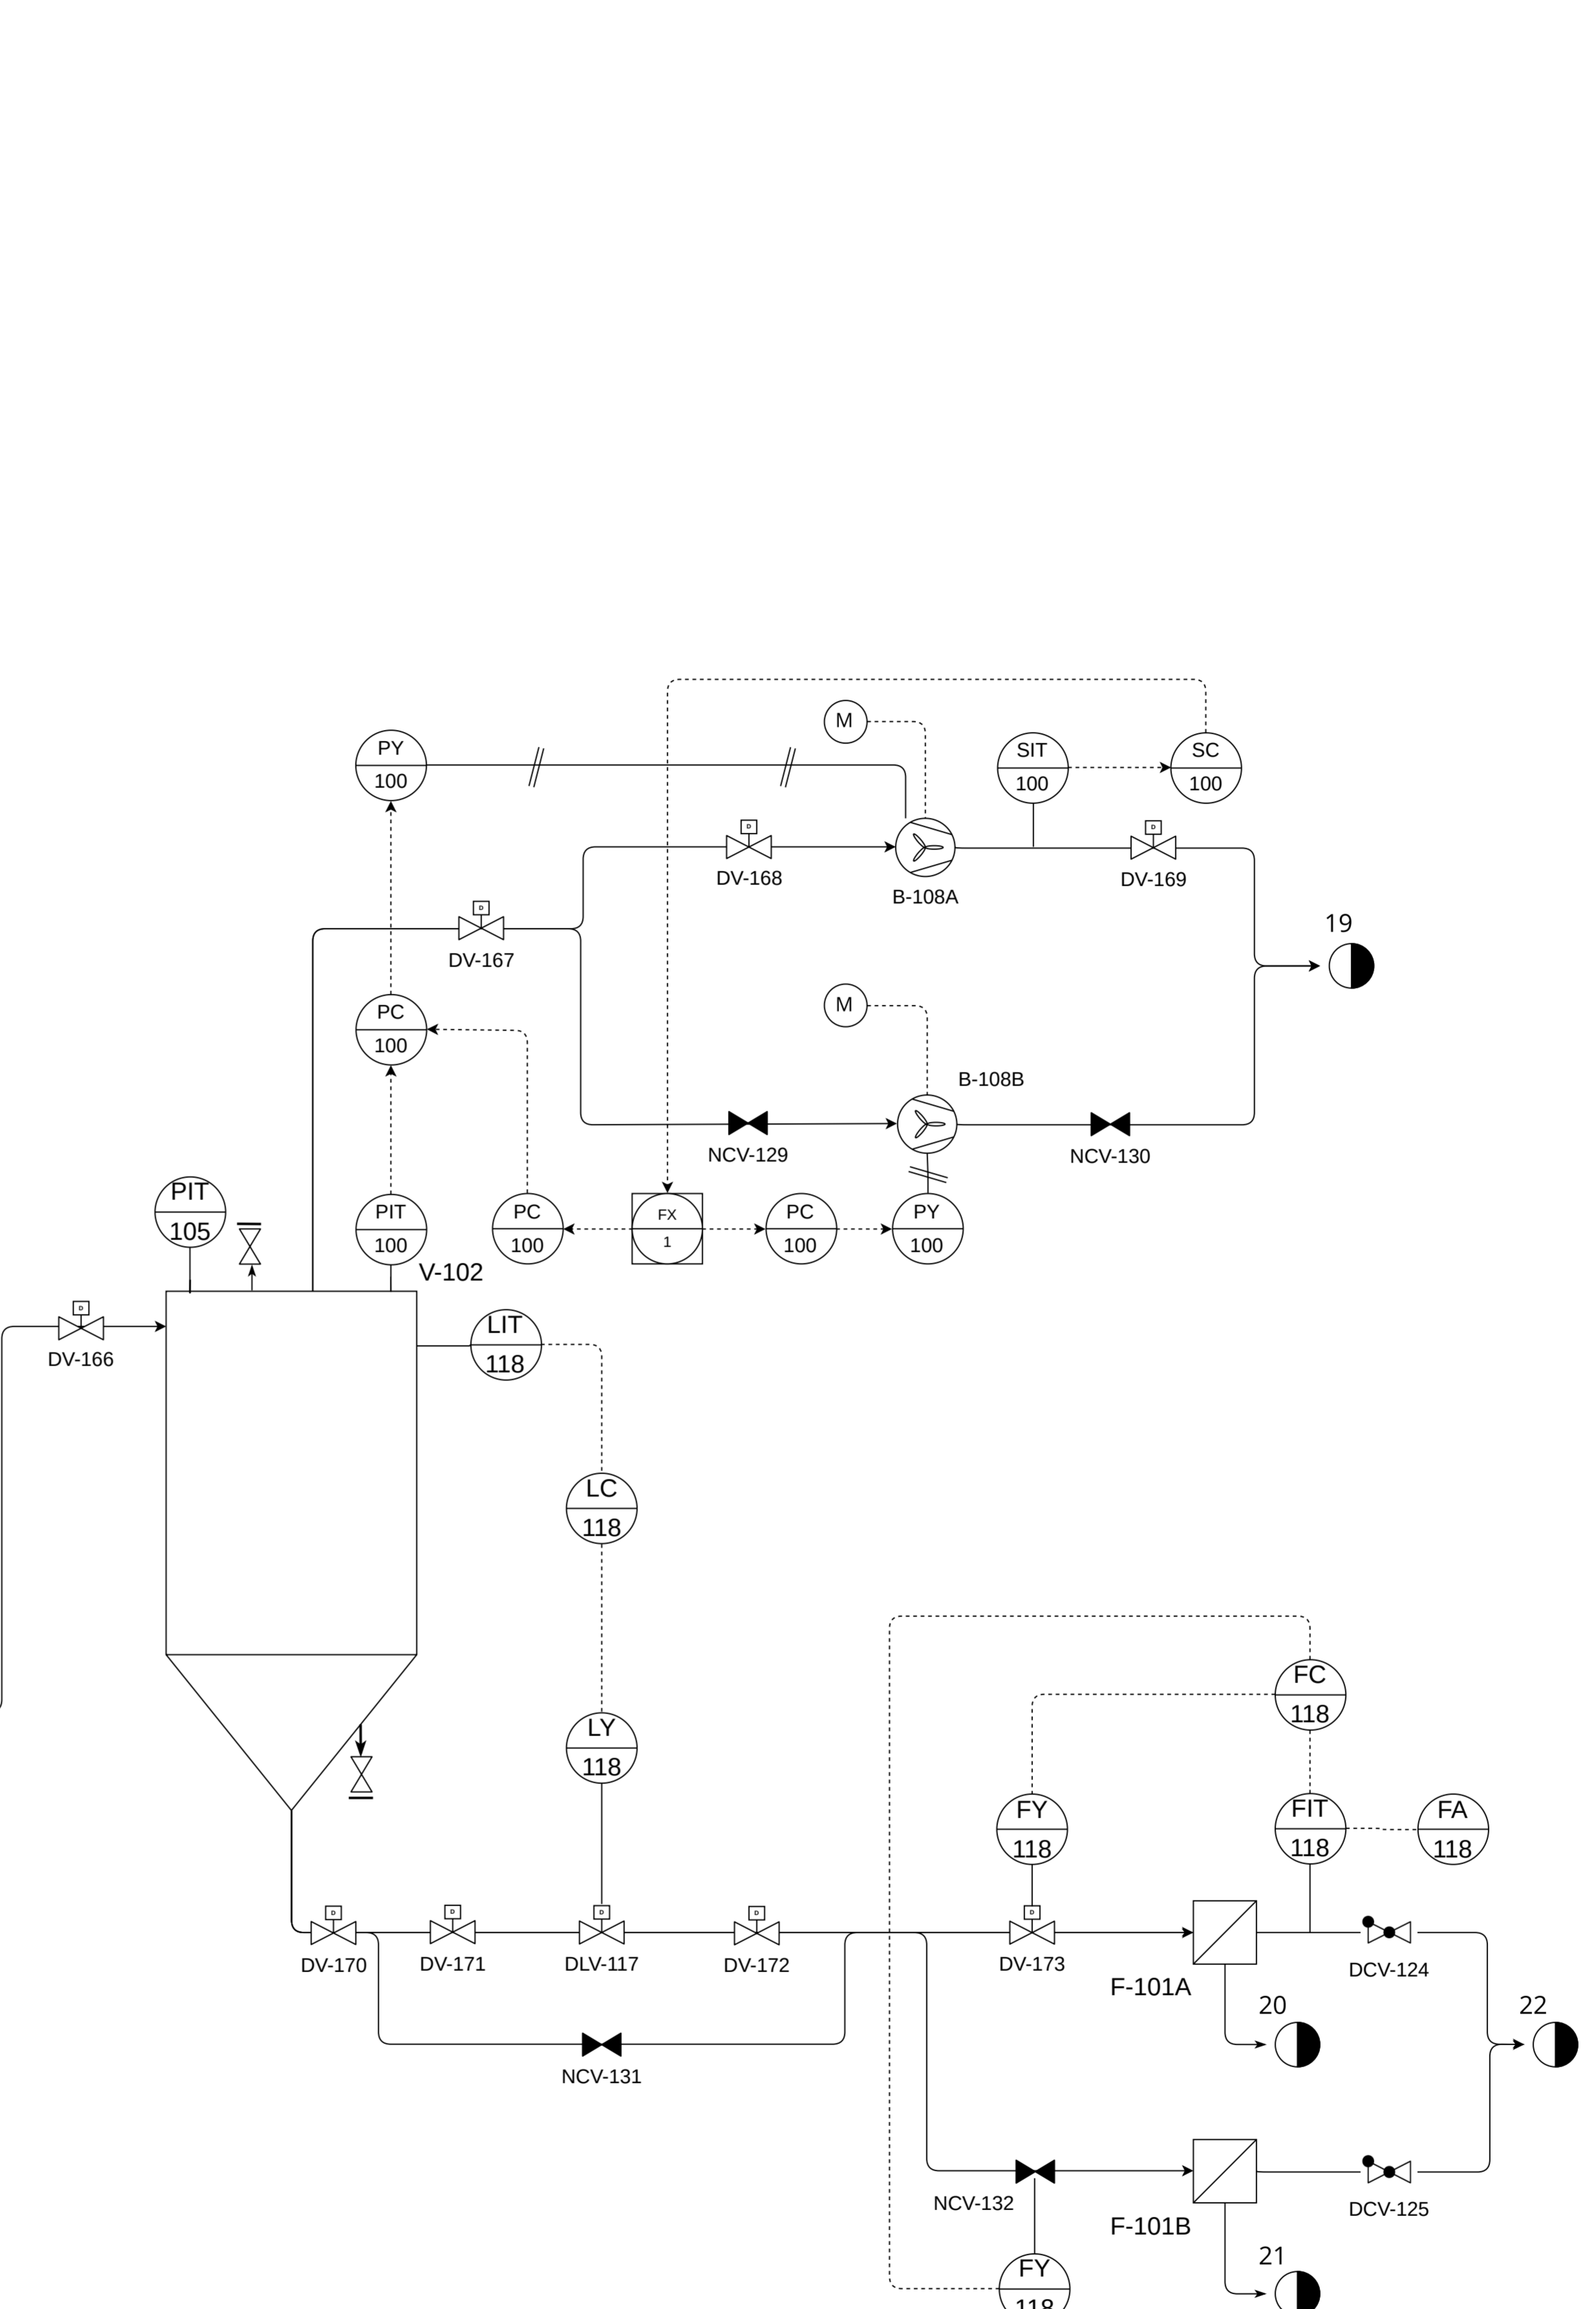 M
PY
100
SIT
100
SC
100
D
DV-168
D
DV-169
B-108A
D
DV-167
19
PC
100
M
B-108B
NCV-129
NCV-130
PIT
105
PIT
100
PC
100
FX
1
PC
100
PY
100
V-102
D
DV-166
LIT
118
LC
118
FC
118
LY
118
FY
118
FIT
118
FA
118
D
DV-170
D
DV-171
D
DLV-117
D
DV-172
D
DV-173
F-101A
DCV-124
20
22
NCV-131
NCV-132
F-101B
DCV-125
21
FY
118